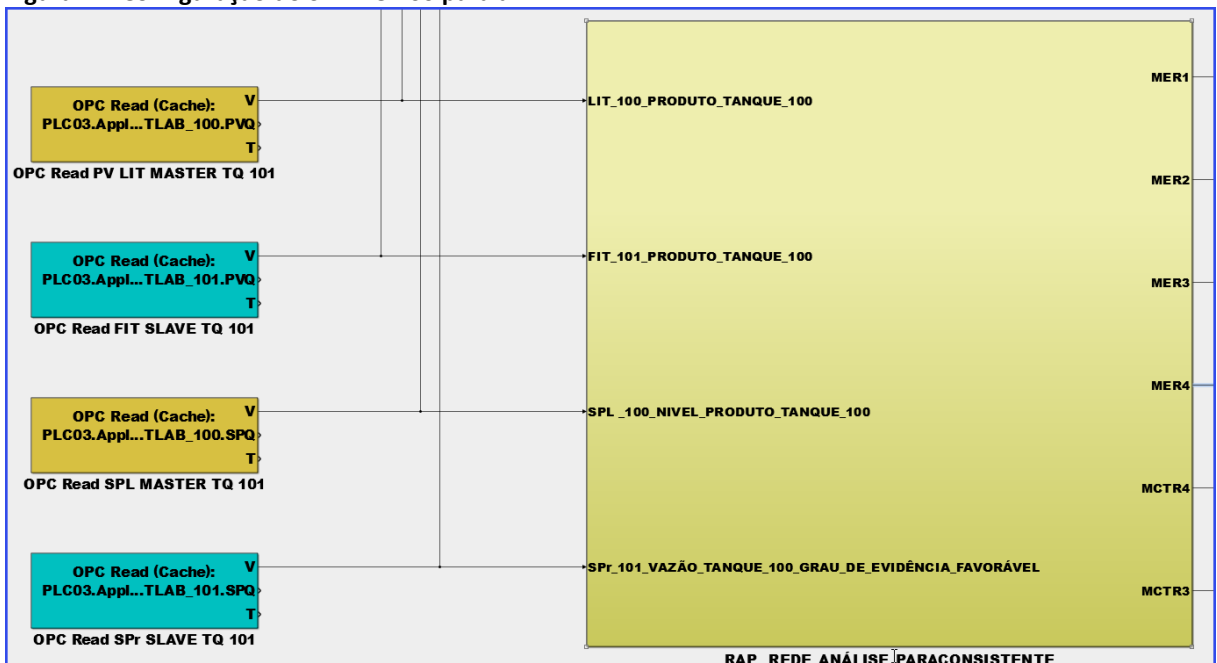 OPC Read (Cache):
PLC03.Appl...TLAB_100.PV
V
Q
T
OPC Read PV LIT MASTER TQ 101
OPC Read (Cache):
PLC03.Appl...TLAB_101.PV
V
Q
T
OPC Read FIT SLAVE TQ 101
OPC Read (Cache):
PLC03.Appl...TLAB_100.SP
V
Q
T
OPC Read SPL MASTER TQ 101
OPC Read (Cache):
PLC03.Appl...TLAB_101.SP
V
Q
T
OPC Read SPr SLAVE TQ 101
LIT_100_PRODUTO_TANQUE_100
FIT_101_PRODUTO_TANQUE_100
SPL _100_NIVEL_PRODUTO_TANQUE_100
SPr_101_VAZÃO_TANQUE_100_GRAU_DE_EVIDÊNCIA_FAVORÁVEL
MER1
MER2
MER3
MER4
MCTR4
MCTR3
RAP_REDE_ANÁLISE_PARACONSISTENTE